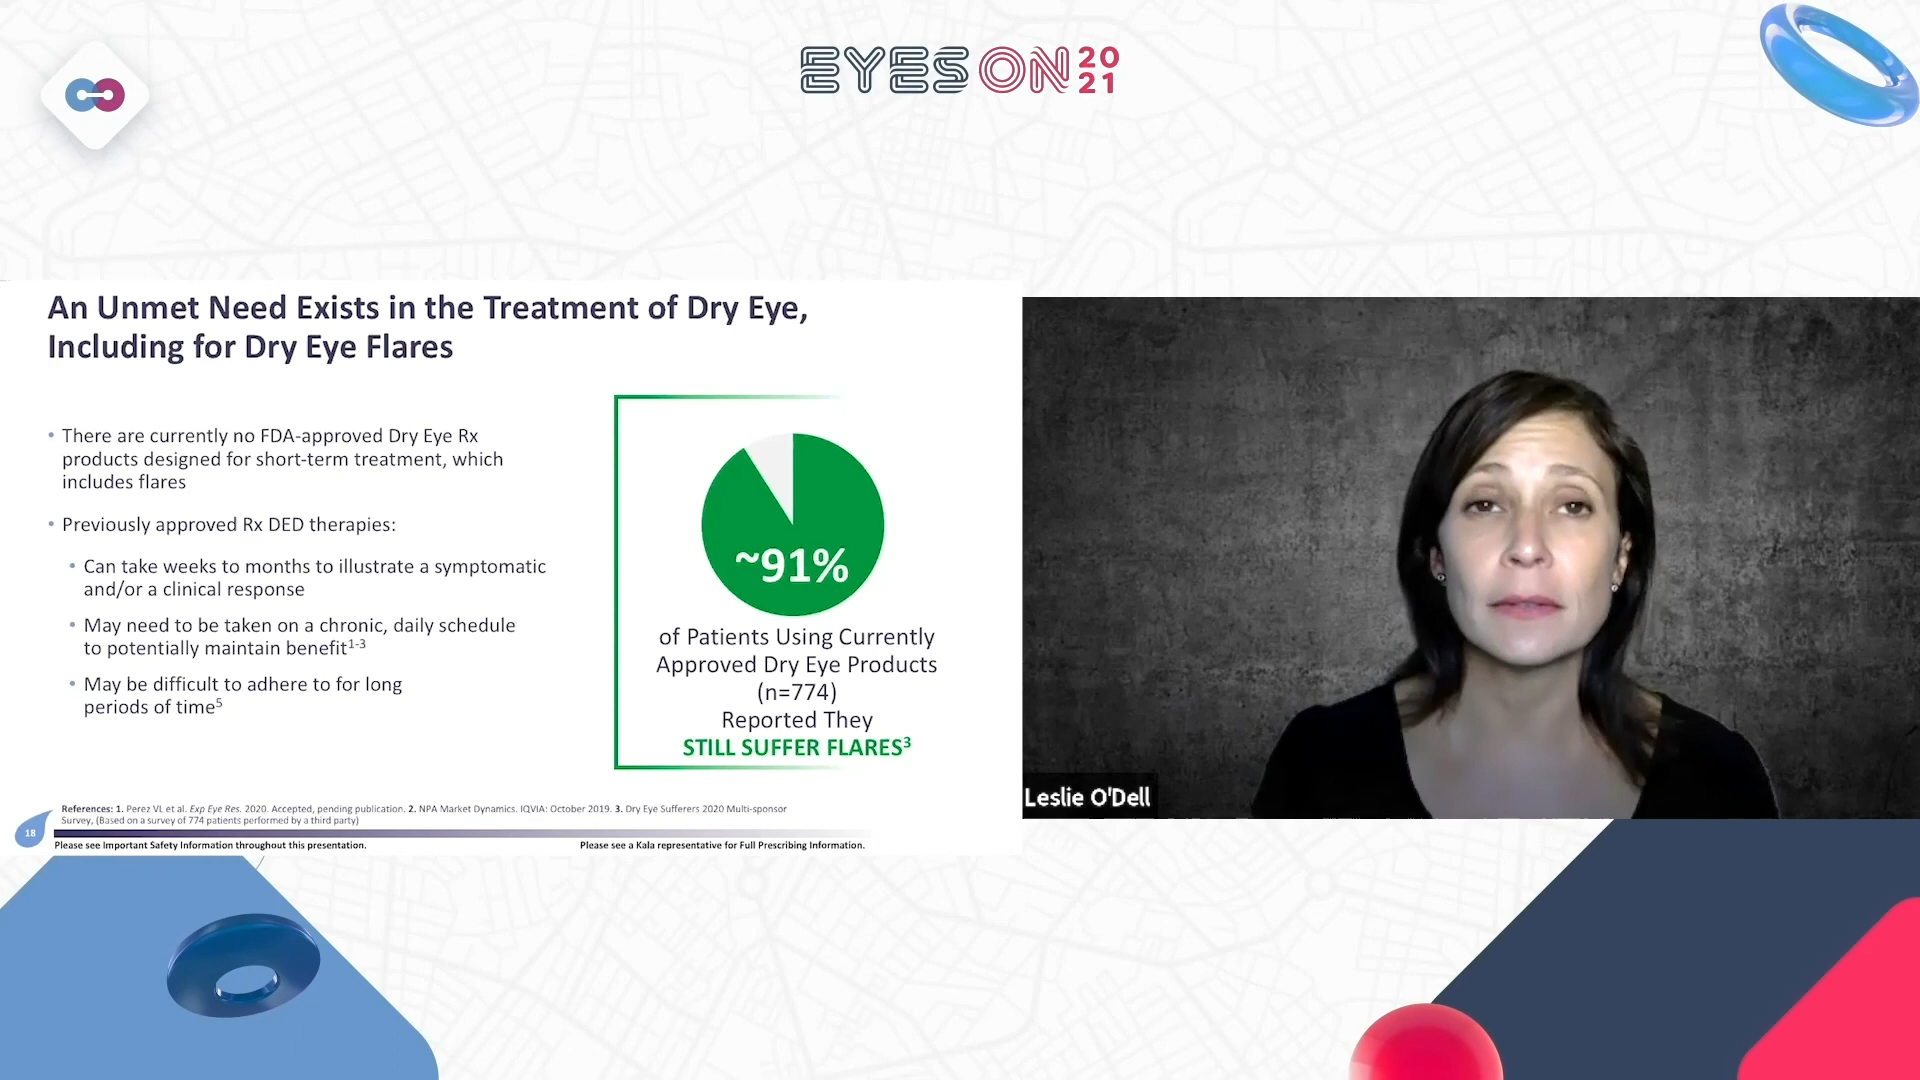 EYES ON 20
21
An Unmet Need Exists in the Treatment of Dry Eye,
Including for Dry Eye Flares
• There are currently no FDA-approved Dry Eye Rx
products designed for short-term treatment, which
includes flares
• Previously approved Rx DED therapies:
• Can take weeks to months to illustrate a symptomatic
and/or a clinical response
• May need to be taken on a chronic, daily schedule
to potentially maintain benefit1-3
• May be difficult to adhere to for long
periods of time5
~91%
of Patients Using Currently
Approved Dry Eye Products
(n=774)
Reported They
STILL SUFFER FLARES3
References: 1. Perez VL et al. Exp Eye Res. 2020. Accepted, pending publication. 2. NPA Market Dynamics. IQVIA: October 2019. 3. Dry Eye Sufferers 2020 Multi-sponsor
Survey, (Based on a survey of 774 patients performed by a third party)
18
Please see Important Safety Information throughout this presentation.
Please see a Kala representative for Full Prescribing Information.
Leslie O'Dell